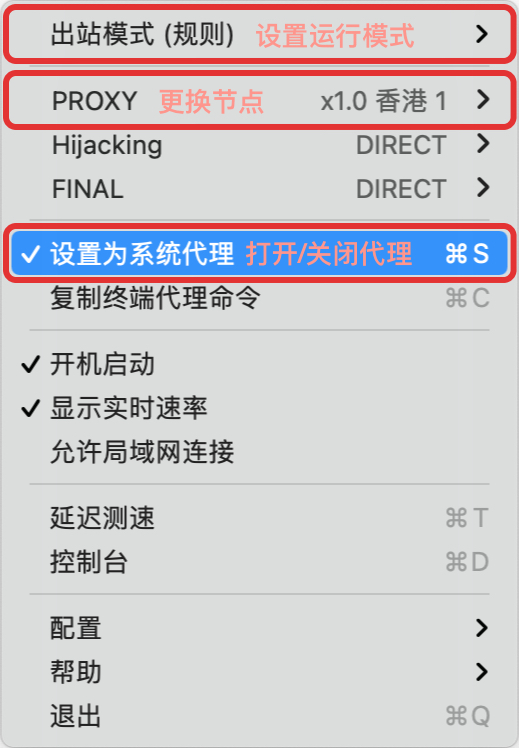 出站模式 (规则) 设置运行模式
PROXY 更换节点 x1.0 香港 1
Hijacking DIRECT
FINAL DIRECT
✓ 设置为系统代理 打开/关闭代理 ⌘ S
复制终端代理命令 ⌘ C
✓ 开机启动
✓ 显示实时速率
允许局域网连接
延迟测速 ⌘ T
控制台 ⌘ D
配置
帮助
退出 ⌘ Q